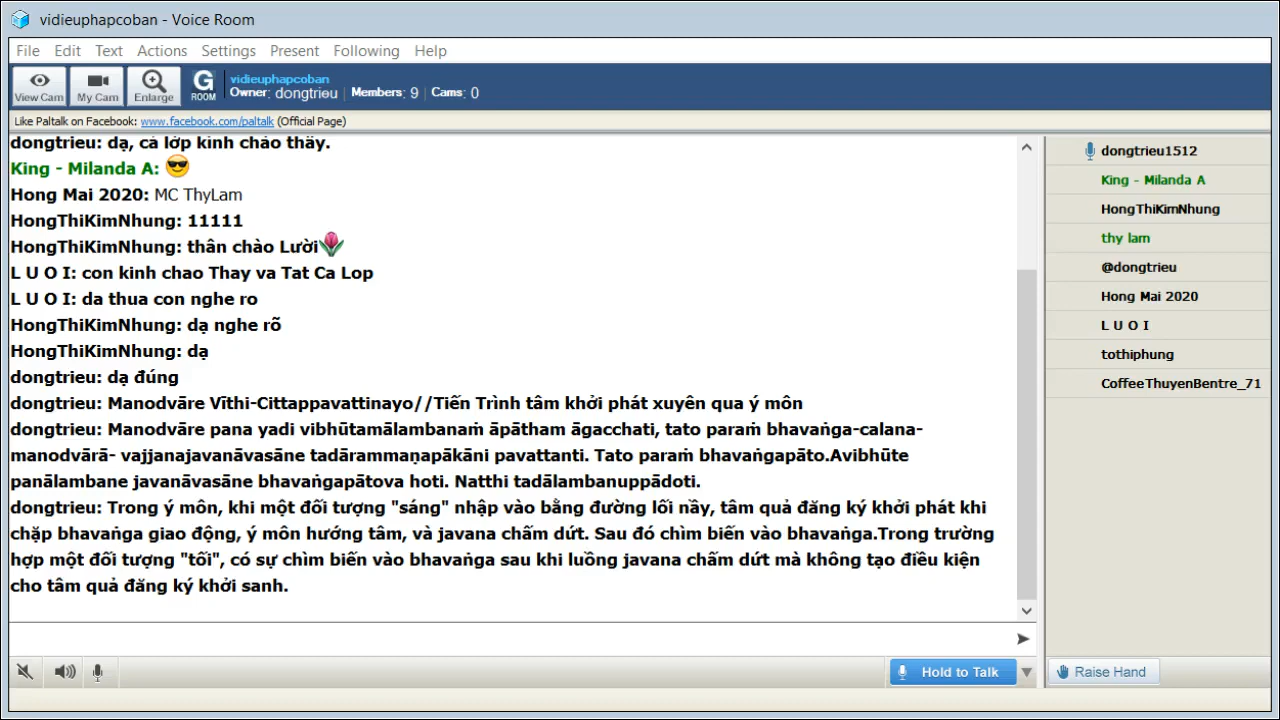 vidieuphapcoban - Voice Room
File Edit Text Actions Settings Present Following Help
View Cam My Cam Enlarge G ROOM
vidieuphapcoban
Owner: dongtrieu | Members: 9 | Cams: 0
Like Paltalk on Facebook: www.facebook.com/paltalk (Official Page)
dongtrieu: dạ, cả lớp kính chào thầy.
King - Milanda A:
Hong Mai 2020: MC ThyLam
HongThiKimNhung: 11111
HongThiKimNhung: thân chào Lười
L U O I: con kinh chao Thay va Tat Ca Lop
L U O I: da thua con nghe ro
HongThiKimNhung: dạ nghe rõ
HongThiKimNhung: dạ
dongtrieu: dạ đúng
dongtrieu: Manodvāre Vīthi-Cittappavattinayo//Tiến Trình tâm khởi phát xuyên qua ý môn
dongtrieu: Manodvāre pana yadi vibhūtamālambanaṁ āpātham āgacchati, tato paraṁ bhavaṅga-calana-
manodvārā- vajjanajavanāvasāne tadārammaṇapākāni pavattanti. Tato paraṁ bhavaṅgapāto.Avibhūte
panālambane javanāvasāne bhavaṅgapātova hoti. Natthi tadālambanuppādoti.
dongtrieu: Trong ý môn, khi một đối tượng "sáng" nhập vào bằng đường lối nầy, tâm quả đăng ký khởi phát khi
chặp bhavaṅga giao động, ý môn hướng tâm, và javana chấm dứt. Sau đó chìm biến vào bhavaṅga.Trong trường
hợp một đối tượng "tối", có sự chìm biến vào bhavaṅga sau khi luồng javana chấm dứt mà không tạo điều kiện
cho tâm quả đăng ký khởi sanh.
Hold to Talk
dongtrieu1512
King - Milanda A
HongThiKimNhung
thy lam
@dongtrieu
Hong Mai 2020
L U O I
tothiphung
CoffeeThuyenBentre_71
Raise Hand